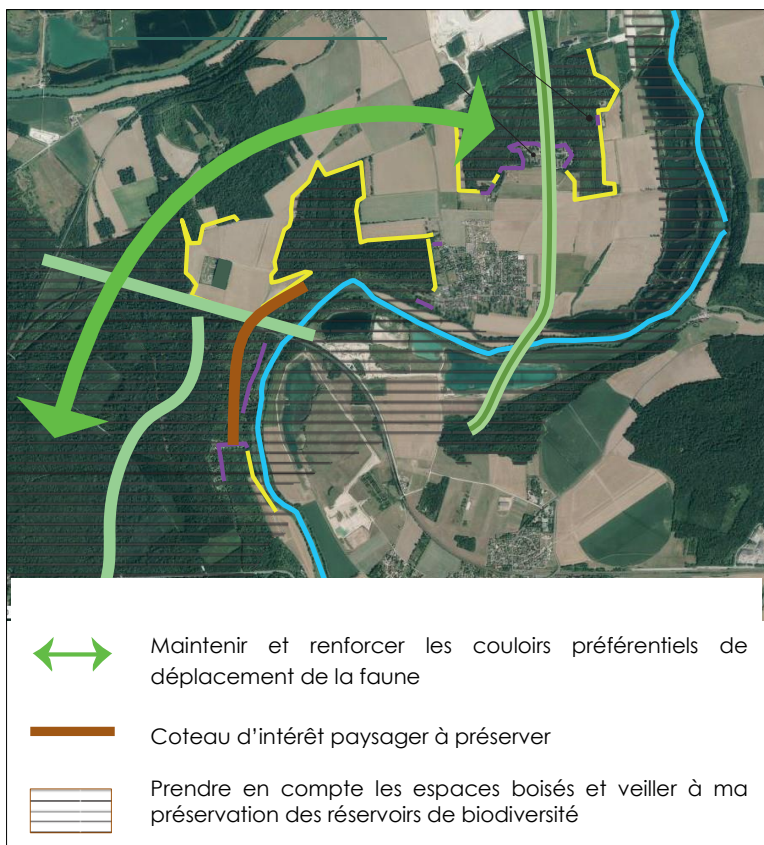 Maintenir et renforcer les couloirs préférentiels de
déplacement de la faune
Coteau d'intérêt paysager à préserver
Prendre en compte les espaces boisés et veiller à ma
préservation des réservoirs de biodiversité